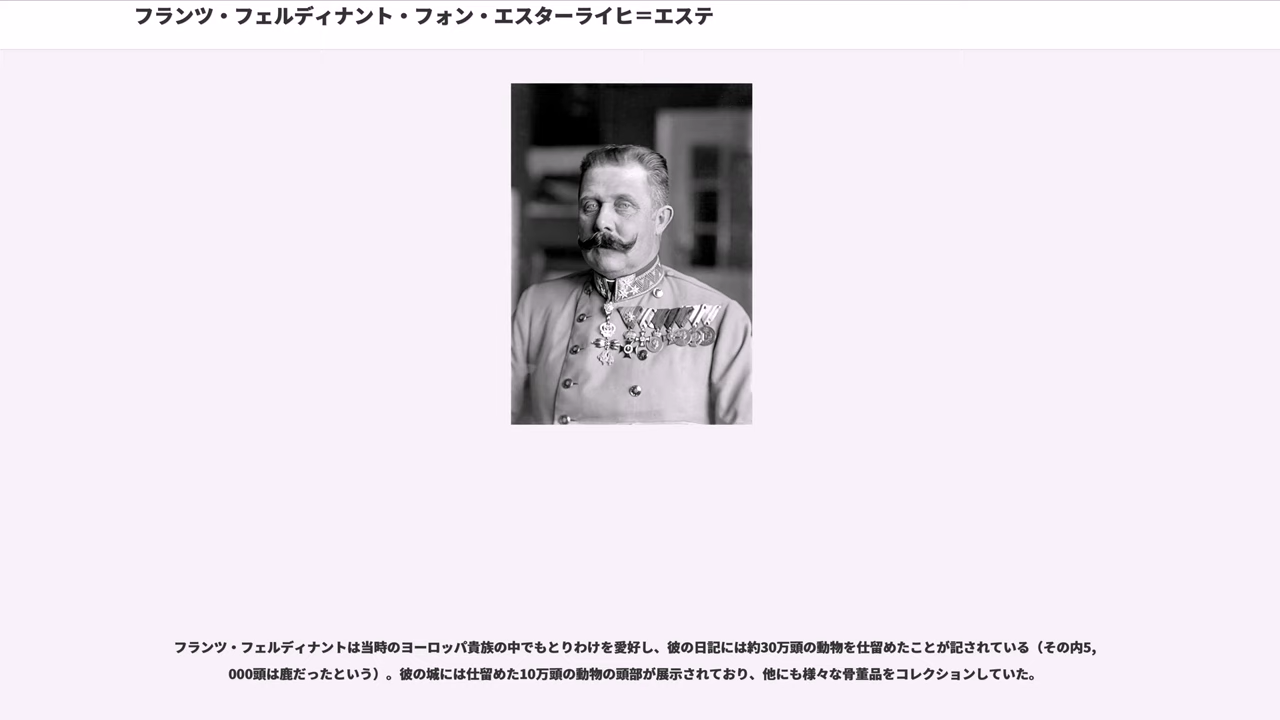 フランツ・フェルディナント・フォン・エスターライヒ＝エステ
フランツ・フェルディナントは当時のヨーロッパ貴族の中でもとりわけを愛好し、彼の日記には約30万頭の動物を仕留めたことが記されている（その内5,
000頭は鹿だったという）。彼の城には仕留めた10万頭の動物の頭部が展示されており、他にも様々な骨董品をコレクションしていた。